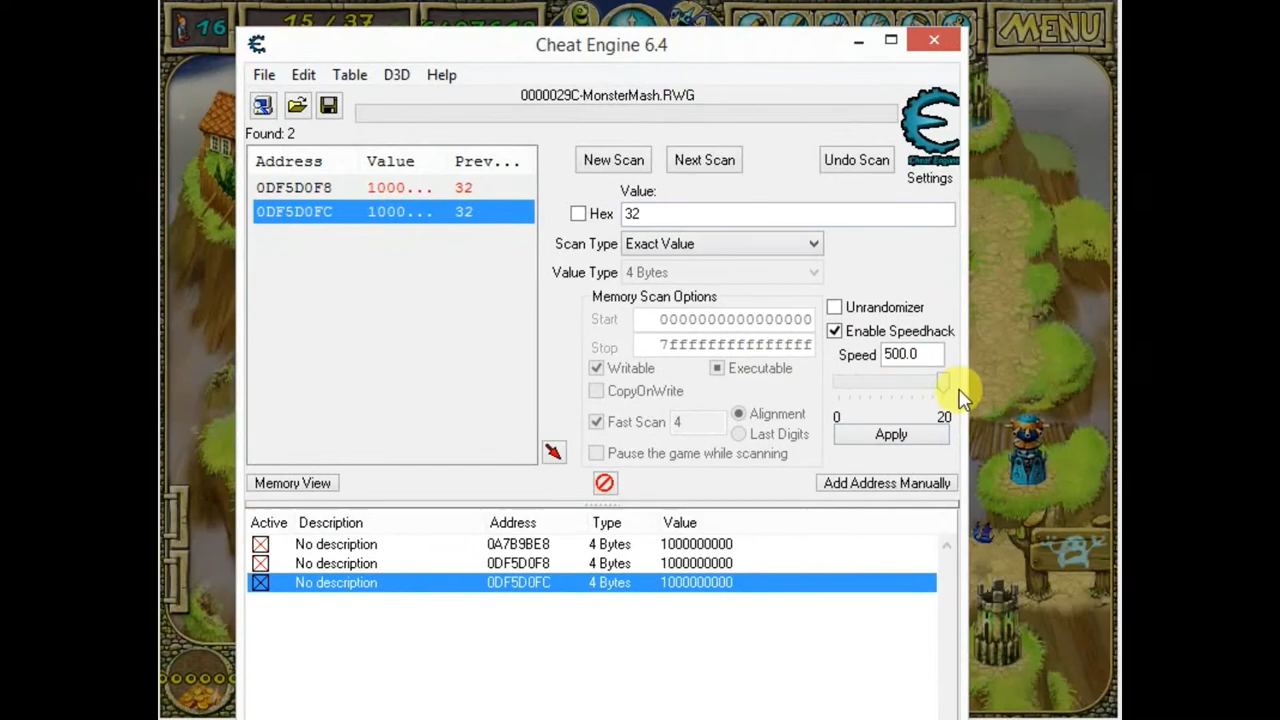 16
15 / 37
MENU
Cheat Engine 6.4
File Edit Table D3D Help
0000029C-MonsterMash.RWG
Found: 2
Address Value Prev...
0DF5D0F8 1000... 32
0DF5D0FC 1000... 32
New Scan Next Scan Undo Scan
Cheat Engine
Settings
Value:
Hex 32
Scan Type Exact Value
Value Type 4 Bytes
Memory Scan Options
Start 0000000000000000
Stop 7fffffffffffffff
Writable Executable
CopyOnWrite
Fast Scan 4 Alignment
Last Digits
Pause the game while scanning
Unrandomizer
Enable Speedhack
Speed 500.0
0 20
Apply
Memory View Add Address Manually
Active Description Address Type Value
No description 0A7B9BE8 4 Bytes 1000000000
No description 0DF5D0F8 4 Bytes 1000000000
No description 0DF5D0FC 4 Bytes 1000000000